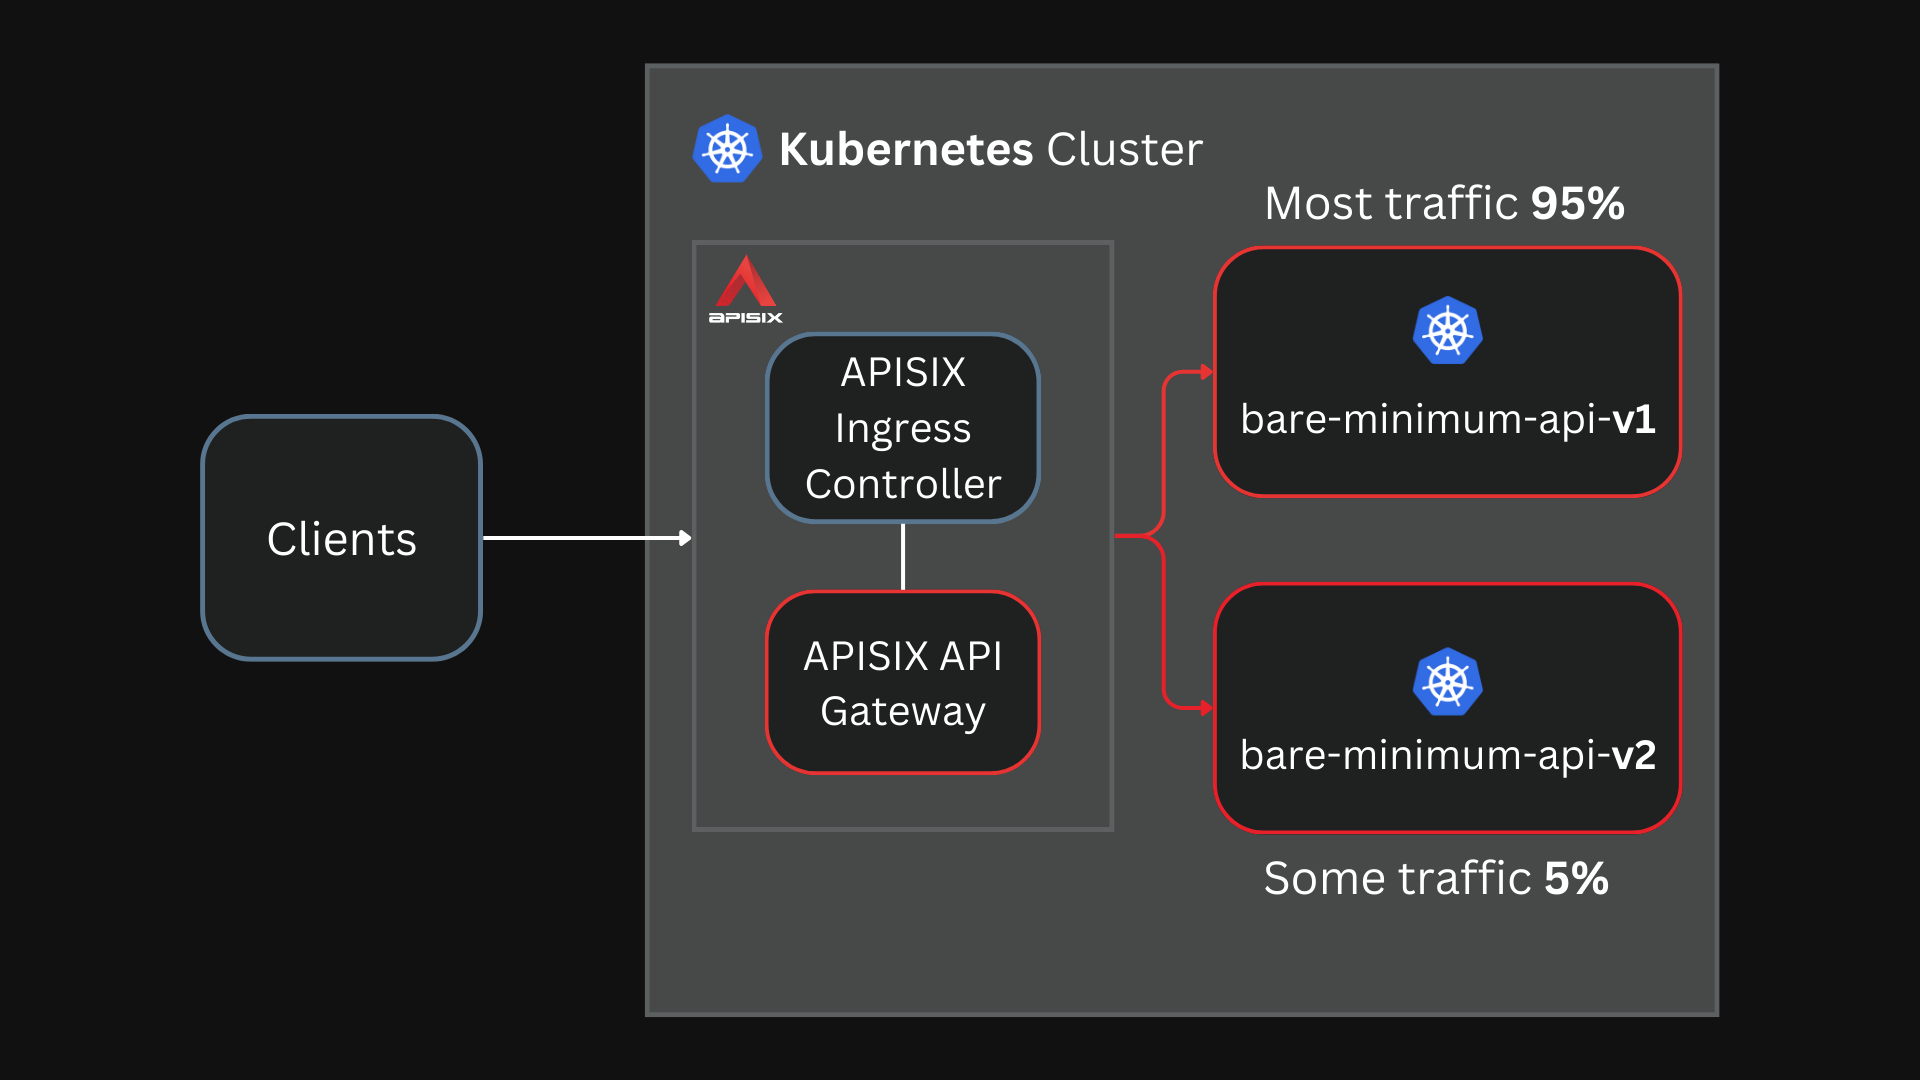 Kubernetes Cluster
Most traffic 95%
APISIX
APISIX
Ingress
Controller
bare-minimum-api-v1
Clients
APISIX API
Gateway
bare-minimum-api-v2
Some traffic 5%